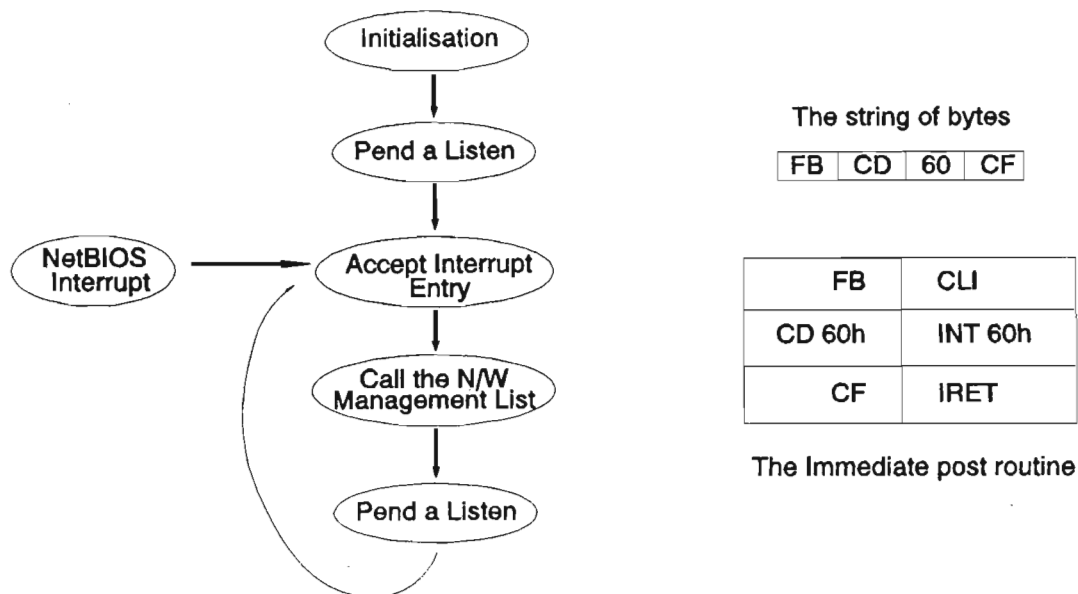 Initialisation
Pend a Listen
NetBIOS
Interrupt
Accept Interrupt
Entry
Call the N/W
Management List
Pend a Listen
The string of bytes
FB CD 60 CF
FB CLI
CD 60h INT 60h
CF IRET
The Immediate post routine